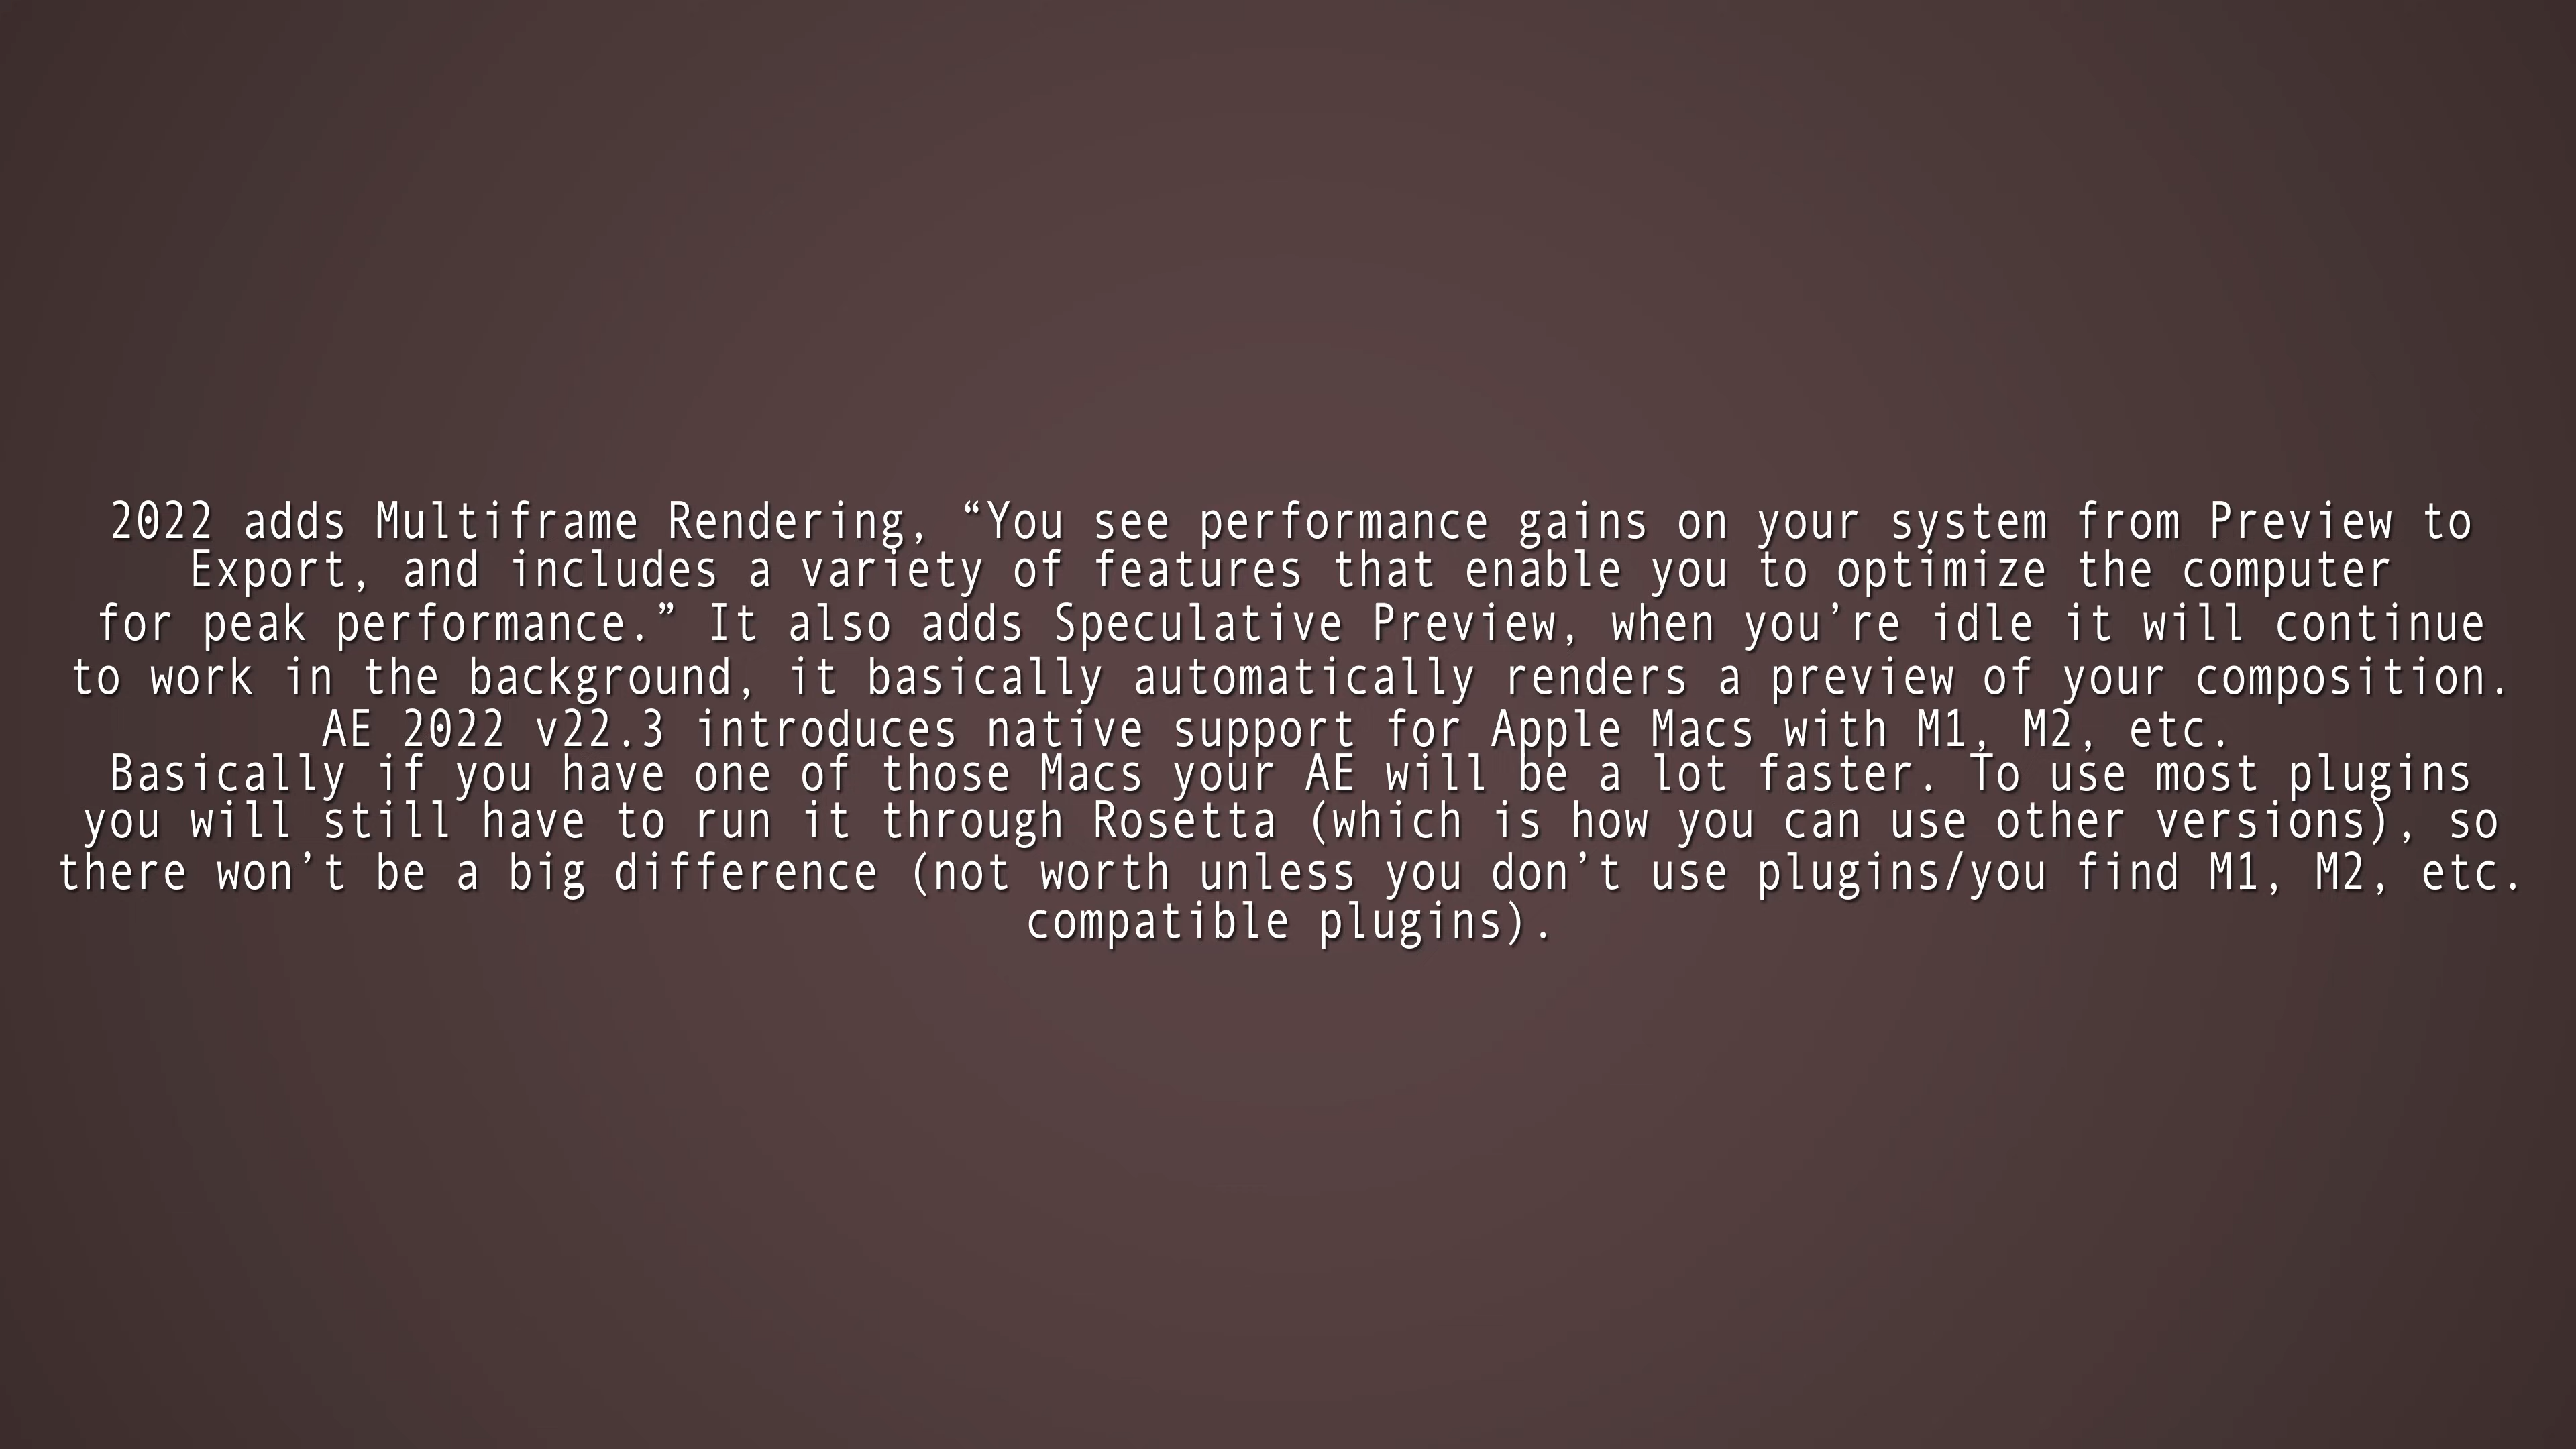 2022 adds Multiframe Rendering, “You see performance gains on your system from Preview to
Export, and includes a variety of features that enable you to optimize the computer
for peak performance.” It also adds Speculative Preview, when you’re idle it will continue
to work in the background, it basically automatically renders a preview of your composition.
AE 2022 v22.3 introduces native support for Apple Macs with M1, M2, etc.
Basically if you have one of those Macs your AE will be a lot faster. To use most plugins
you will still have to run it through Rosetta (which is how you can use other versions), so
there won’t be a big difference (not worth unless you don’t use plugins/you find M1, M2, etc.
compatible plugins).